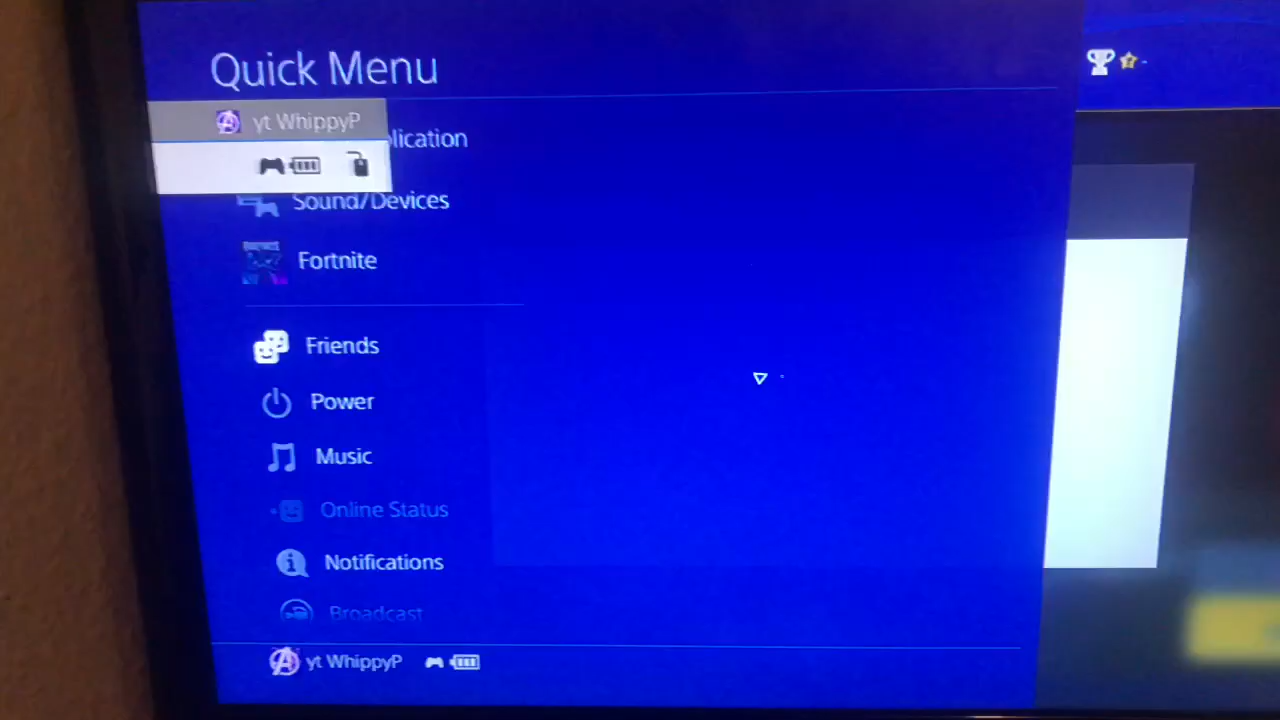 Quick Menu
yt WhippyP
lication
Sound/Devices
Fortnite
Friends
Power
Music
Online Status
Notifications
Broadcast
yt WhippyP